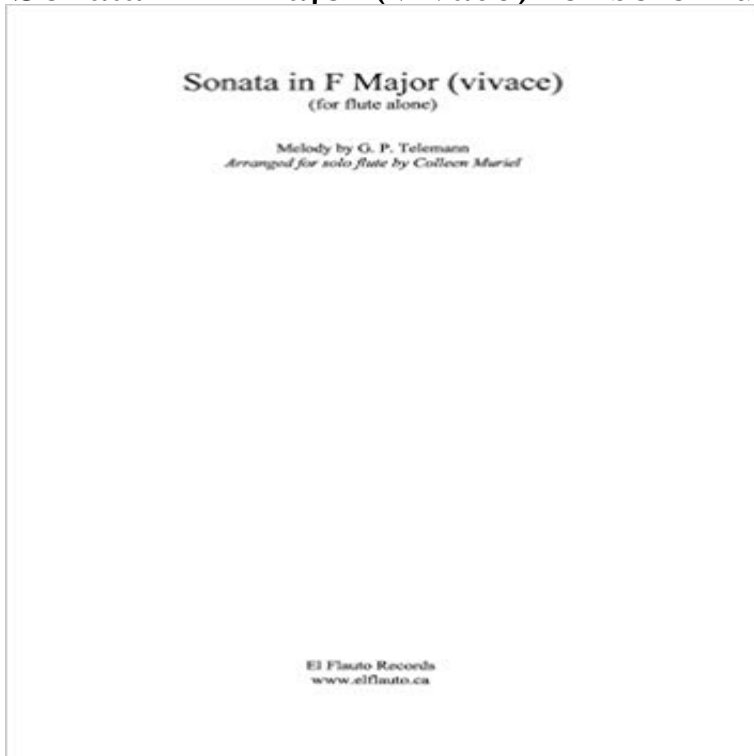 Sonata in F Major (vivace)
(for flute alone)
Melody by G. P. Telemann
Arranged for solo flute by Colleen Muriel
El Flauto Records
www.elflauto.ca